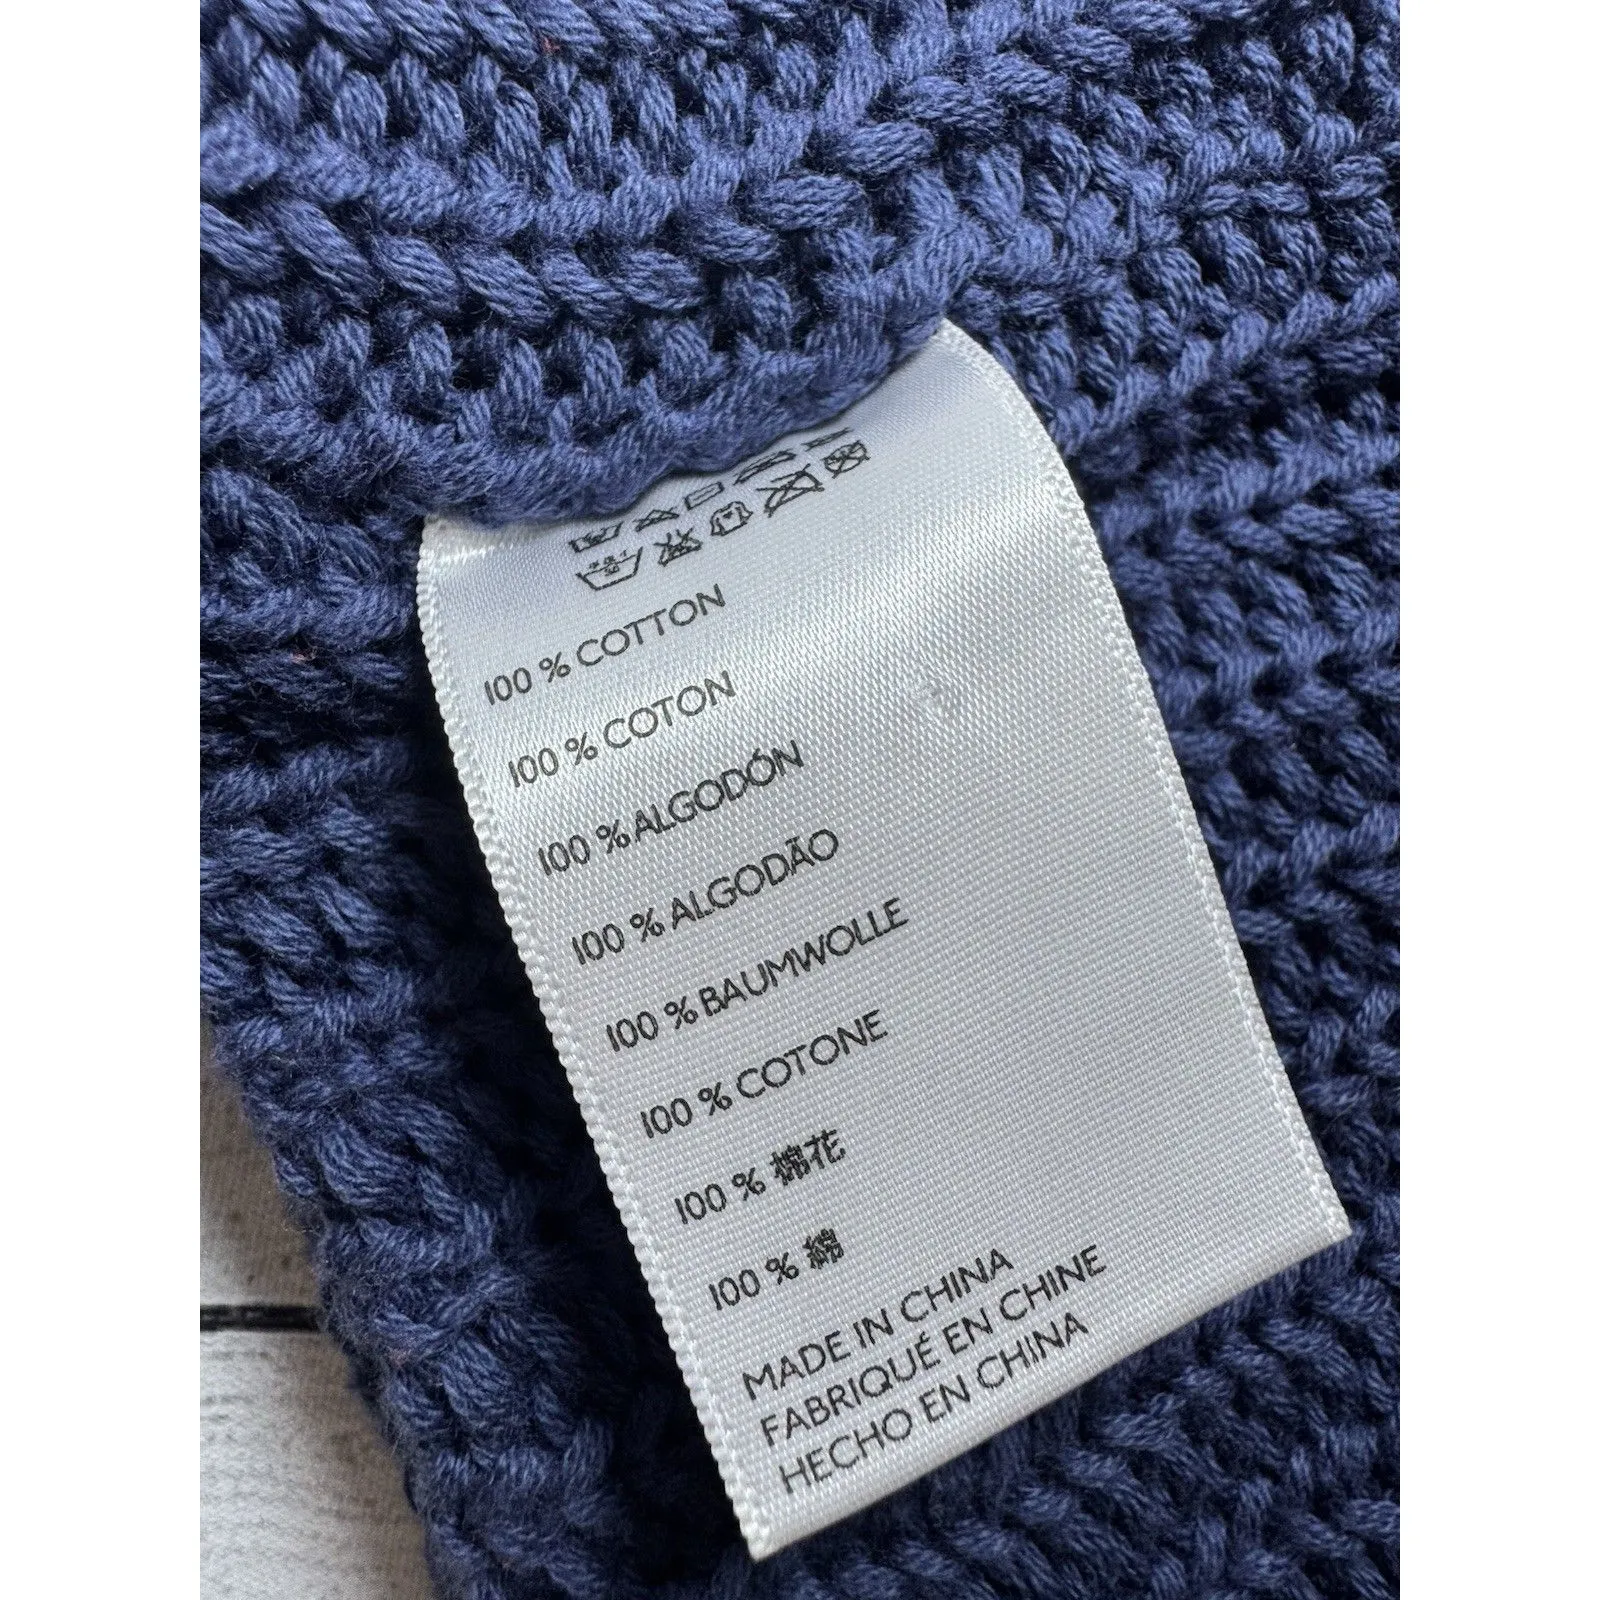 100 % COTTON
100 % COTON
100 % ALGODÓN
100 % ALGODÃO
100 % BAUMWOLLE
100 % COTONE
100 % 棉花
100 % 綿
MADE IN CHINA
FABRIQUÉ EN CHINE
HECHO EN CHINA